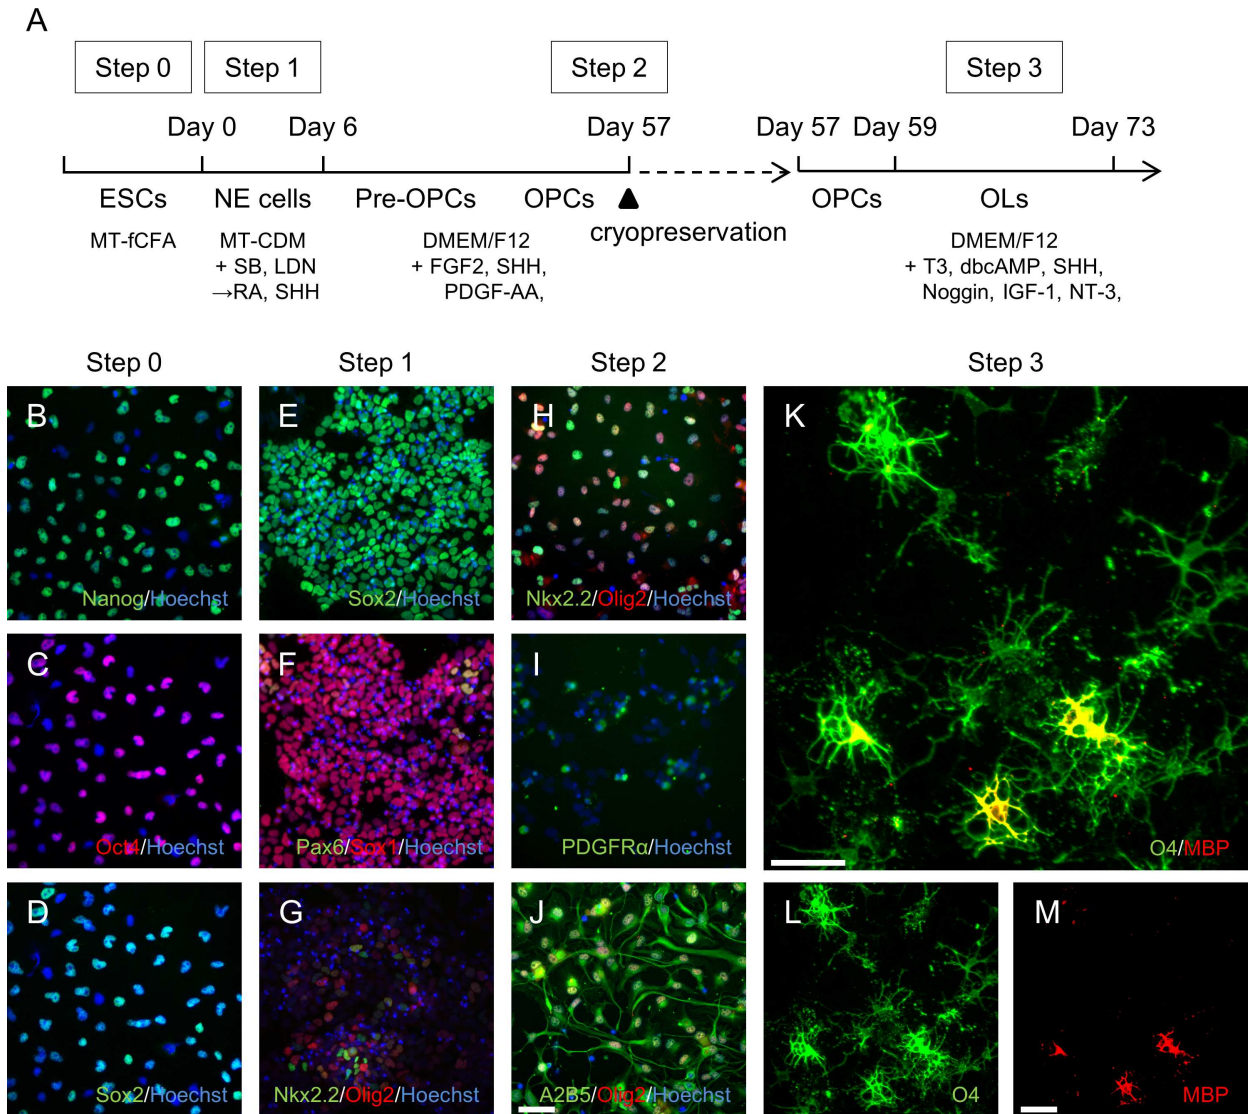 A
Step 0 Step 1 Step 2 Step 3
Day 0 Day 6 Day 57 Day 57 Day 59 Day 73
ESCs NE cells Pre-OPCs OPCs OPCs OLs
cryopreservation
MT-fCFA MT-CDM DMEM/F12 DMEM/F12
+ SB, LDN + FGF2, SHH, + T3, dbcAMP, SHH,
→RA, SHH PDGF-AA, Noggin, IGF-1, NT-3,
Step 0 Step 1 Step 2 Step 3
B E H K
Nanog/Hoechst Sox2/Hoechst Nkx2.2/Olig2/Hoechst
C F I
Oct4/Hoechst Pax6/Sox1/Hoechst PDGFRα/Hoechst O4/MBP
D G J L M
Sox2/Hoechst Nkx2.2/Olig2/Hoechst A2B5/Olig2/Hoechst O4 MBP